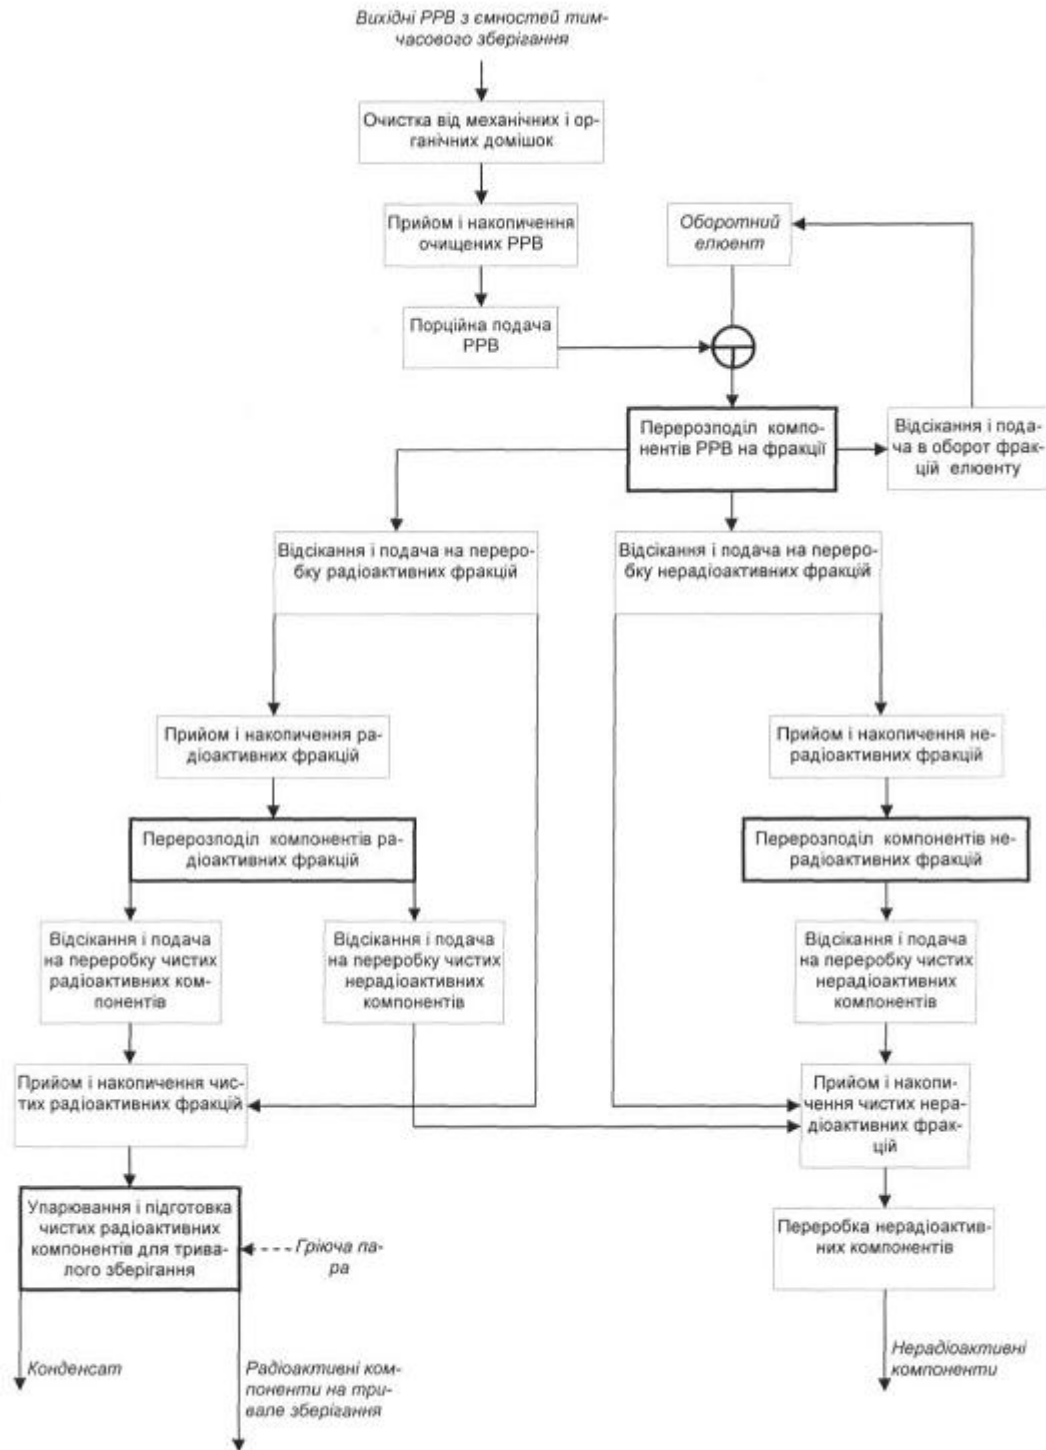 Вихідні РРВ з ємностей тим-
часового зберігання
Очистка від механічних і ор-
ганічних домішок
Прийом і накопичення
очищених РРВ
Оборотний
елюент
Порційна подача
РРВ
Перерозподіл компо-
нентів РРВ на фракції
Відсікання і пода-
ча в оборот фрак-
цій елюенту
Відсікання і подача на переро-
бку радіоактивних фракцій
Відсікання і подача на переро-
бку нерадіоактивних фракцій
Прийом і накопичення ра-
діоактивних фракцій
Прийом і накопичення не-
радіоактивних фракцій
Перерозподіл компонентів ра-
діоактивних фракцій
Перерозподіл компонентів не-
радіоактивних фракцій
Відсікання і подача
на переробку чистих
радіоактивних ком-
понентів
Відсікання і подача
на переробку чистих
нерадіоактивних
компонентів
Відсікання і подача
на переробку чистих
нерадіоактивних
компонентів
Прийом і накопичення чис-
тих радіоактивних фракцій
Прийом і накопи-
чення чистих нера-
діоактивних фрак-
цій
Упарювання і підготовка
чистих радіоактивних
компонентів для трива-
лого зберігання
Гріюча па-
ра
Переробка нерадіоактив-
них компонентів
Конденсат
Радіоактивні ком-
поненти на три-
вале зберігання
Нерадіоактивні
компоненти